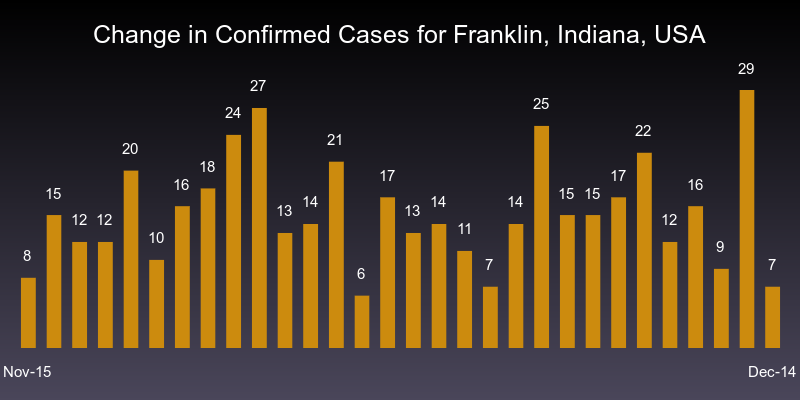 Change in Confirmed Cases for Franklin, Indiana, USA
8 15 12 12 20 10 16 18 24 27 13 14 21 6 17 13 14 11 7 14 25 15 15 17 22 12 16 9 29 7
Nov-15 Dec-14